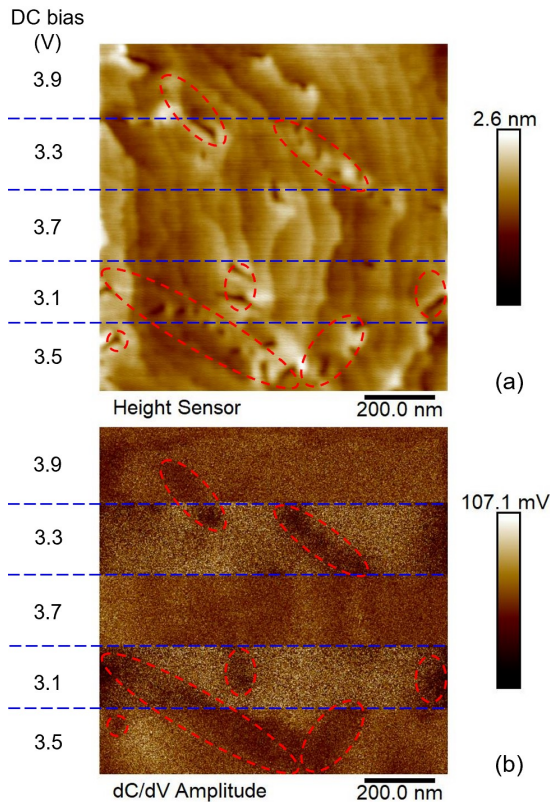 DC bias
(V)
3.9
3.3
3.7
3.1
3.5
2.6 nm
(a)
Height Sensor
200.0 nm
3.9
3.3
3.7
3.1
3.5
107.1 mV
(b)
dC/dV Amplitude
200.0 nm